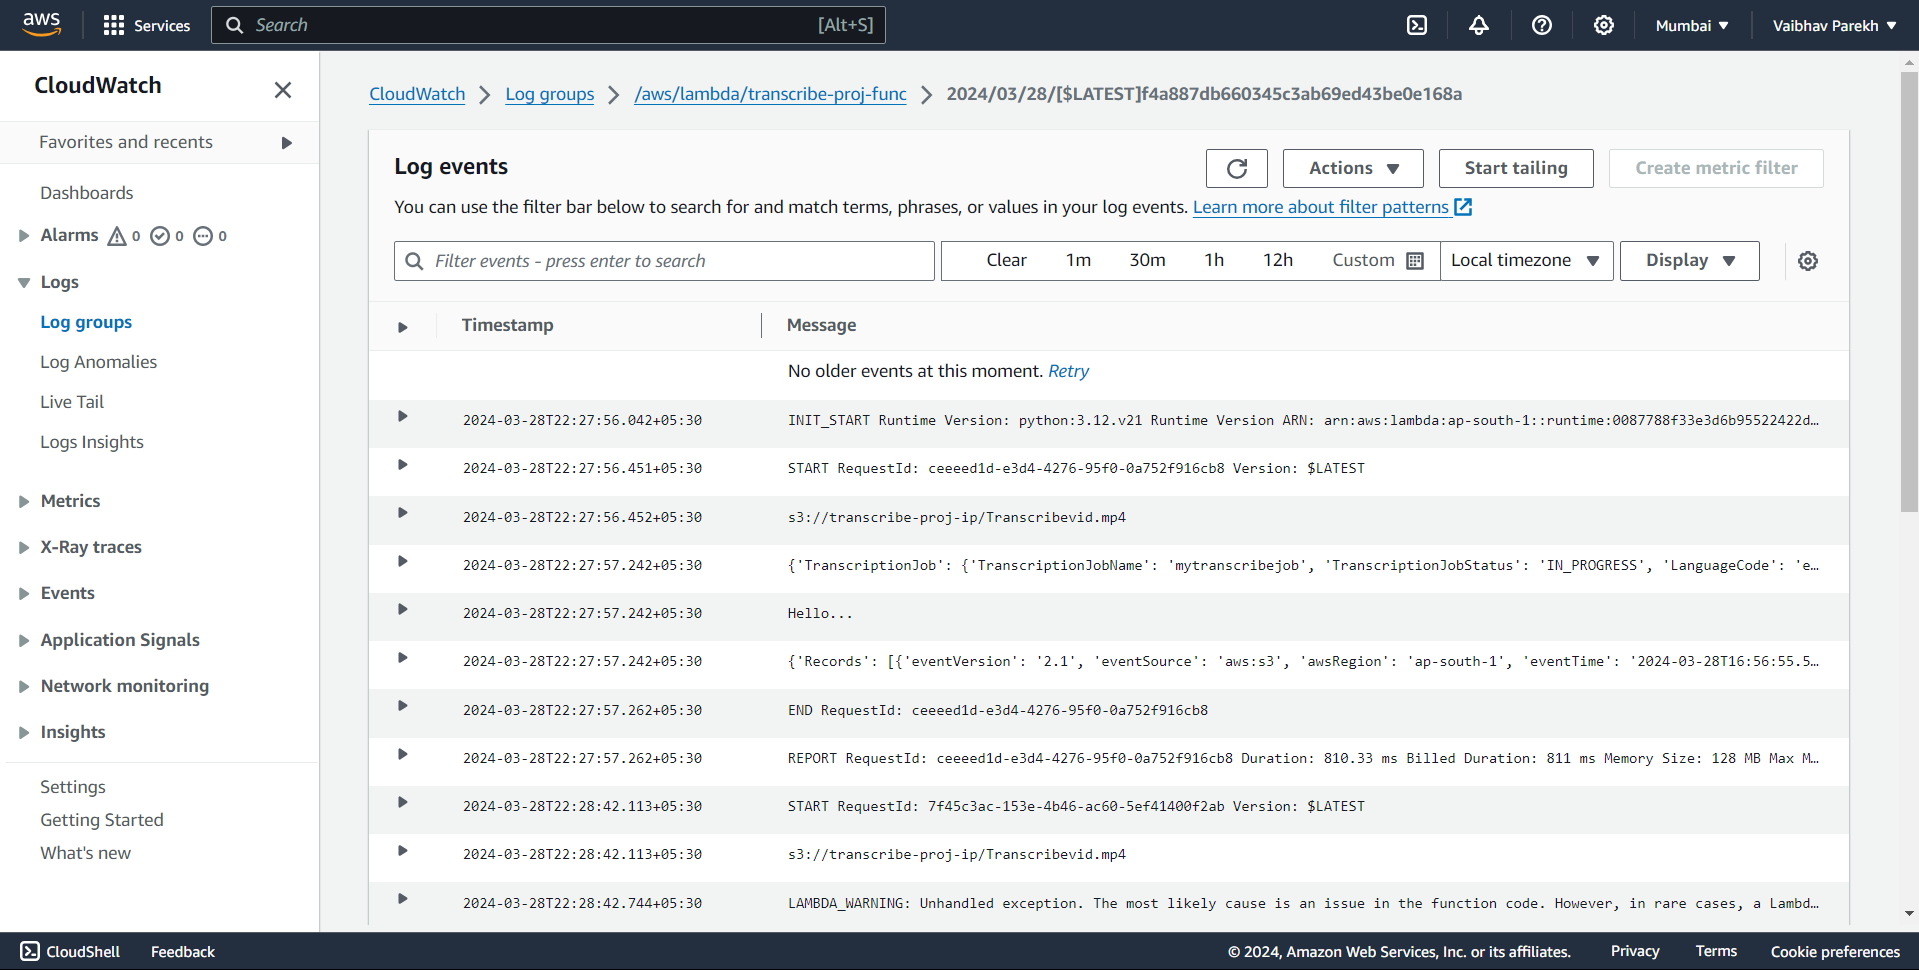 aws
Services
Search
[Alt+S]
Mumbai
Vaibhav Parekh
CloudWatch
Favorites and recents
Dashboards
Alarms 0 0 0
Logs
Log groups
Log Anomalies
Live Tail
Logs Insights
Metrics
X-Ray traces
Events
Application Signals
Network monitoring
Insights
Settings
Getting Started
What's new
CloudWatch > Log groups > /aws/lambda/transcribe-proj-func > 2024/03/28/[$LATEST]f4a887db660345c3ab69ed43be0e168a
Log events
Actions
Start tailing
Create metric filter
You can use the filter bar below to search for and match terms, phrases, or values in your log events. Learn more about filter patterns
Filter events - press enter to search
Clear 1m 30m 1h 12h Custom
Local timezone
Display
Timestamp Message
No older events at this moment. Retry
2024-03-28T22:27:56.042+05:30 INIT_START Runtime Version: python:3.12.v21 Runtime Version ARN: arn:aws:lambda:ap-south-1::runtime:0087788f33e3d6b95522422d…
2024-03-28T22:27:56.451+05:30 START RequestId: ceeeed1d-e3d4-4276-95f0-0a752f916cb8 Version: $LATEST
2024-03-28T22:27:56.452+05:30 s3://transcribe-proj-ip/Transcribevid.mp4
2024-03-28T22:27:57.242+05:30 {'TranscriptionJob': {'TranscriptionJobName': 'mytranscribejob', 'TranscriptionJobStatus': 'IN_PROGRESS', 'LanguageCode': 'e…
2024-03-28T22:27:57.242+05:30 Hello...
2024-03-28T22:27:57.242+05:30 {'Records': [{'eventVersion': '2.1', 'eventSource': 'aws:s3', 'awsRegion': 'ap-south-1', 'eventTime': '2024-03-28T16:56:55.5…
2024-03-28T22:27:57.262+05:30 END RequestId: ceeeed1d-e3d4-4276-95f0-0a752f916cb8
2024-03-28T22:27:57.262+05:30 REPORT RequestId: ceeeed1d-e3d4-4276-95f0-0a752f916cb8 Duration: 810.33 ms Billed Duration: 811 ms Memory Size: 128 MB Max M…
2024-03-28T22:28:42.113+05:30 START RequestId: 7f45c3ac-153e-4b46-ac60-5ef41400f2ab Version: $LATEST
2024-03-28T22:28:42.113+05:30 s3://transcribe-proj-ip/Transcribevid.mp4
2024-03-28T22:28:42.744+05:30 LAMBDA_WARNING: Unhandled exception. The most likely cause is an issue in the function code. However, in rare cases, a Lambd…
CloudShell Feedback © 2024, Amazon Web Services, Inc. or its affiliates. Privacy Terms Cookie preferences